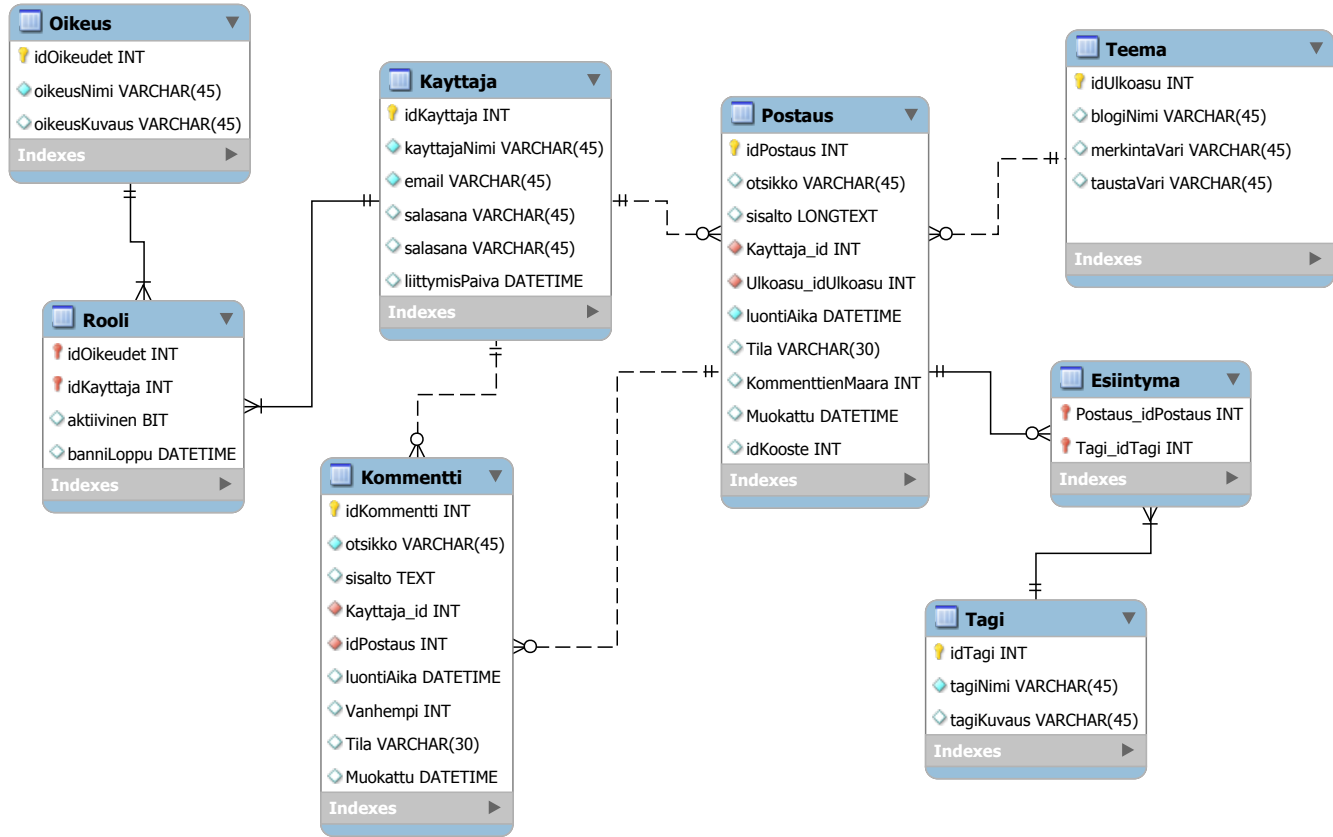 Oikeus
idOikeudet INT
oikeusNimi VARCHAR(45)
oikeusKuvaus VARCHAR(45)
Indexes
Kayttaja
idKayttaja INT
kayttajaNimi VARCHAR(45)
email VARCHAR(45)
salasana VARCHAR(45)
salasana VARCHAR(45)
liittymisPaiva DATETIME
Indexes
Postaus
idPostaus INT
otsikko VARCHAR(45)
sisalto LONGTEXT
Kayttaja_id INT
Ulkoasu_idUlkoasu INT
luontiAika DATETIME
Tila VARCHAR(30)
KommenttienMaara INT
Muokattu DATETIME
idKooste INT
Indexes
Teema
idUlkoasu INT
blogiNimi VARCHAR(45)
merkintaVari VARCHAR(45)
taustaVari VARCHAR(45)
Indexes
Rooli
idOikeudet INT
idKayttaja INT
aktiivinen BIT
banniLoppu DATETIME
Indexes
Kommentti
idKommentti INT
otsikko VARCHAR(45)
sisalto TEXT
Kayttaja_id INT
idPostaus INT
luontiAika DATETIME
Vanhempi INT
Tila VARCHAR(30)
Muokattu DATETIME
Indexes
Esiintyma
Postaus_idPostaus INT
Tagi_idTagi INT
Indexes
Tagi
idTagi INT
tagiNimi VARCHAR(45)
tagiKuvaus VARCHAR(45)
Indexes